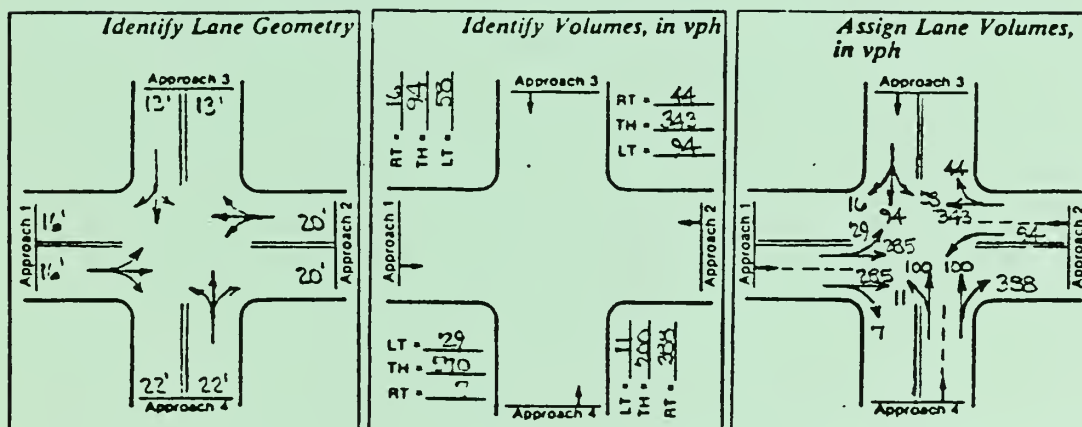 Identify Lane Geometry
Approach 3
13' 13'
Approach 1
16'
16'
20'
20'
Approach 2
22' 22'
Approach 4
Identify Volumes, in vph
Approach 3
RT = 16
TH = 94
LT = 58
RT = 44
TH = 343
LT = 94
Approach 1
Approach 2
LT = 29
TH =
RT =
LT = 11
TH = 200
RT = 388
Approach 4
Assign Lane Volumes,
in vph
Approach 3
44
16 94 58 343
29
94
285
Approach 1
Approach 2
285 100 100 388
11
7
Approach 4